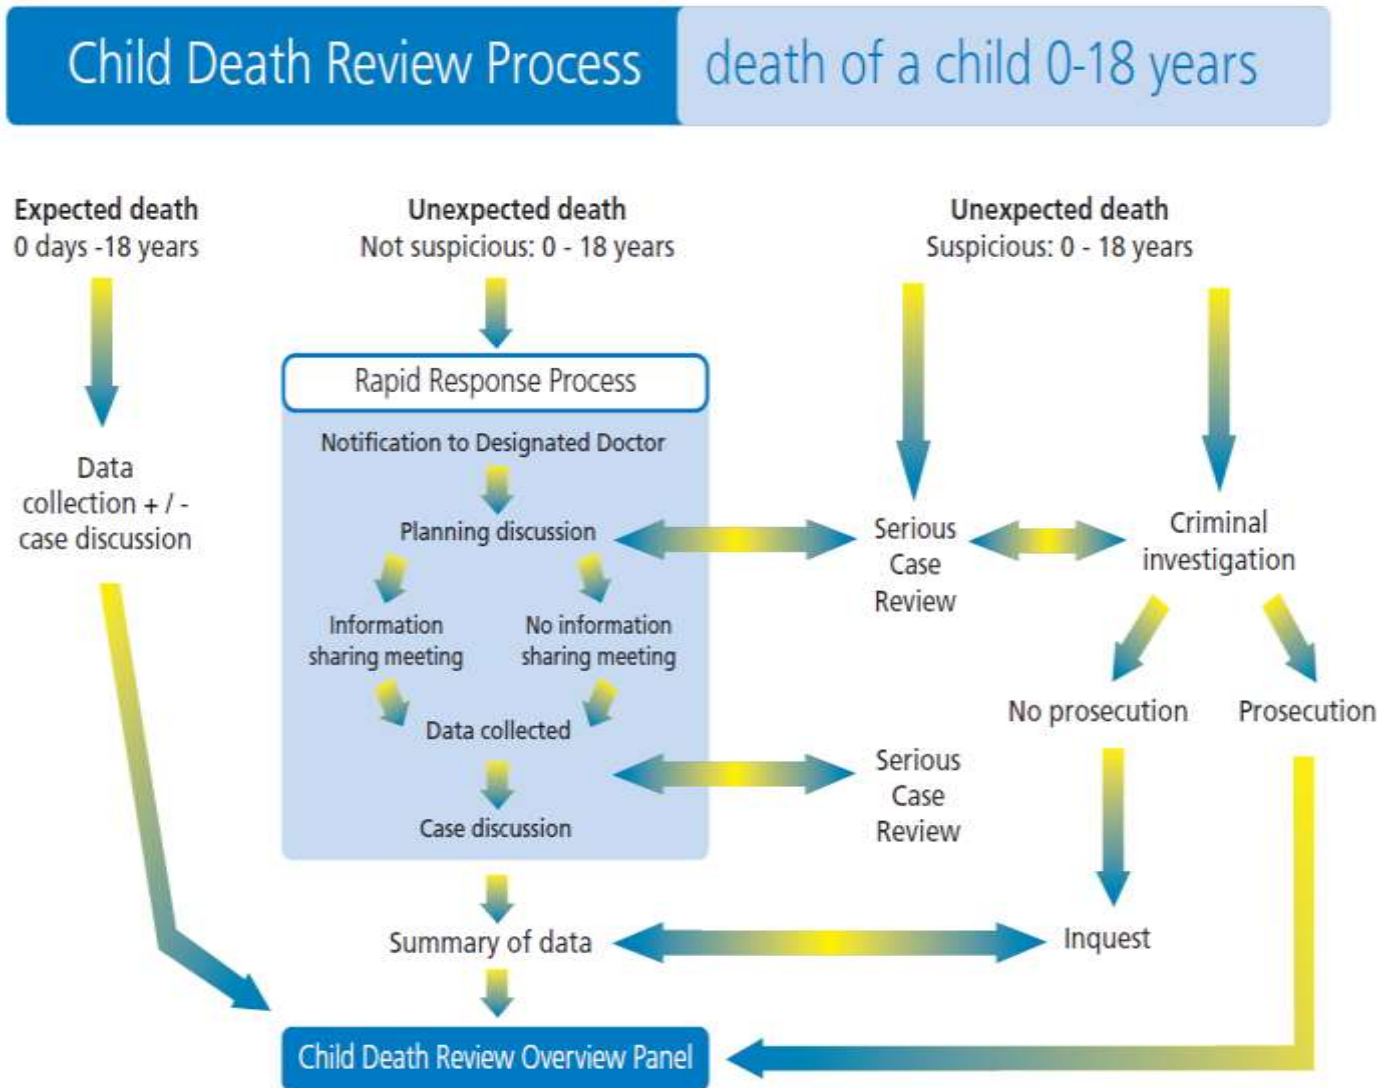 Child Death Review Process
death of a child 0-18 years
Expected death
0 days -18 years
Unexpected death
Not suspicious: 0 - 18 years
Unexpected death
Suspicious: 0 - 18 years
Rapid Response Process
Notification to Designated Doctor
Data
collection + / -
case discussion
Planning discussion
Serious
Case
Review
Criminal
investigation
Information
sharing meeting
No information
sharing meeting
Data collected
No prosecution
Prosecution
Serious
Case
Review
Case discussion
Summary of data
Inquest
Child Death Review Overview Panel